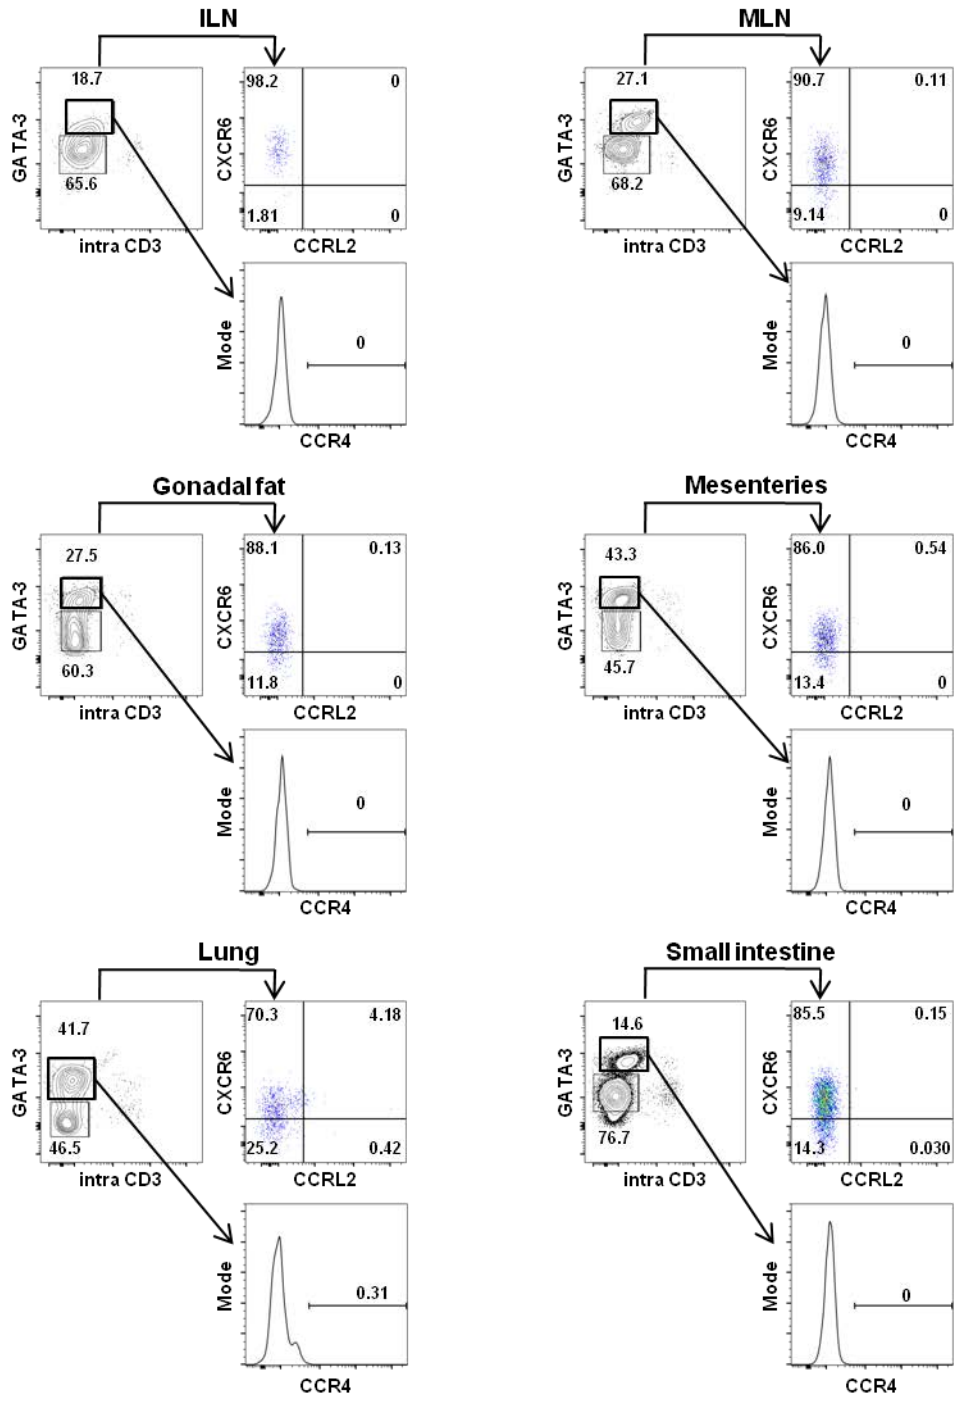 ILN
18.7
GATA-3
65.6
intra CD3
98.2 0
CXCR6
1.81 0
CCRL2
Mode
0
CCR4
MLN
27.1
GATA-3
68.2
intra CD3
90.7 0.11
CXCR6
9.14 0
CCRL2
Mode
0
CCR4
Gonadal fat
27.5
GATA-3
60.3
intra CD3
88.1 0.13
CXCR6
11.8 0
CCRL2
Mode
0
CCR4
Mesenteries
43.3
GATA-3
45.7
intra CD3
86.0 0.54
CXCR6
13.4 0
CCRL2
Mode
0
CCR4
Lung
41.7
GATA-3
46.5
intra CD3
70.3 4.18
CXCR6
25.2 0.42
CCRL2
Mode
0.31
CCR4
Small intestine
14.6
GATA-3
76.7
intra CD3
85.5 0.15
CXCR6
14.3 0.030
CCRL2
Mode
0
CCR4